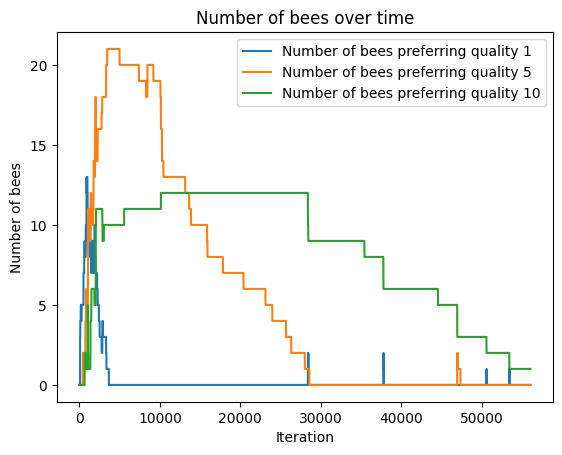 Number of bees over time
Number of bees preferring quality 1
Number of bees preferring quality 5
Number of bees preferring quality 10
Number of bees
20
15
10
5
0
0 10000 20000 30000 40000 50000
Iteration